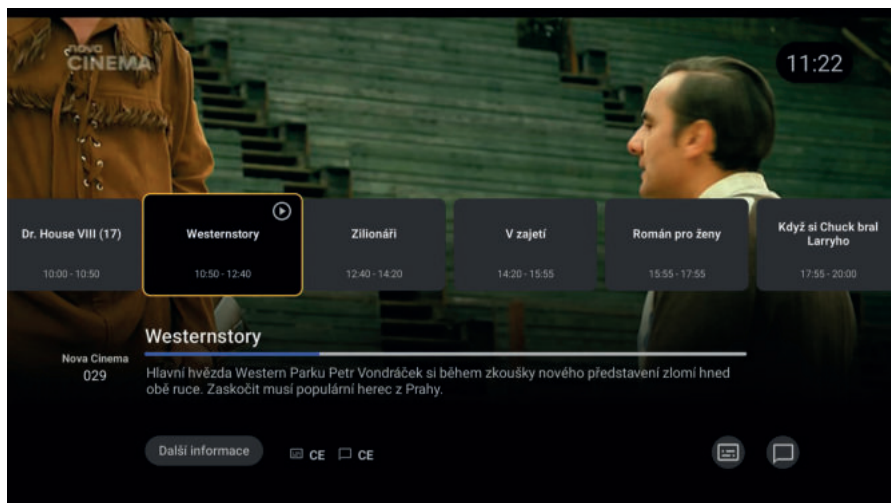 nova
CINEMA
11:22
Dr. House VIII (17)
10:00 - 10:50
Westernstory
10:50 - 12:40
Zilionáři
12:40 - 14:20
V zajetí
14:20 - 15:55
Román pro ženy
15:55 - 17:55
Když si Chuck bral
Larryho
17:55 - 20:00
Westernstory
Nova Cinema
029
Hlavní hvězda Western Parku Petr Vondráček si během zkoušky nového představení zlomí hned
obě ruce. Zaskočit musí populární herec z Prahy.
Další informace
CE
CE